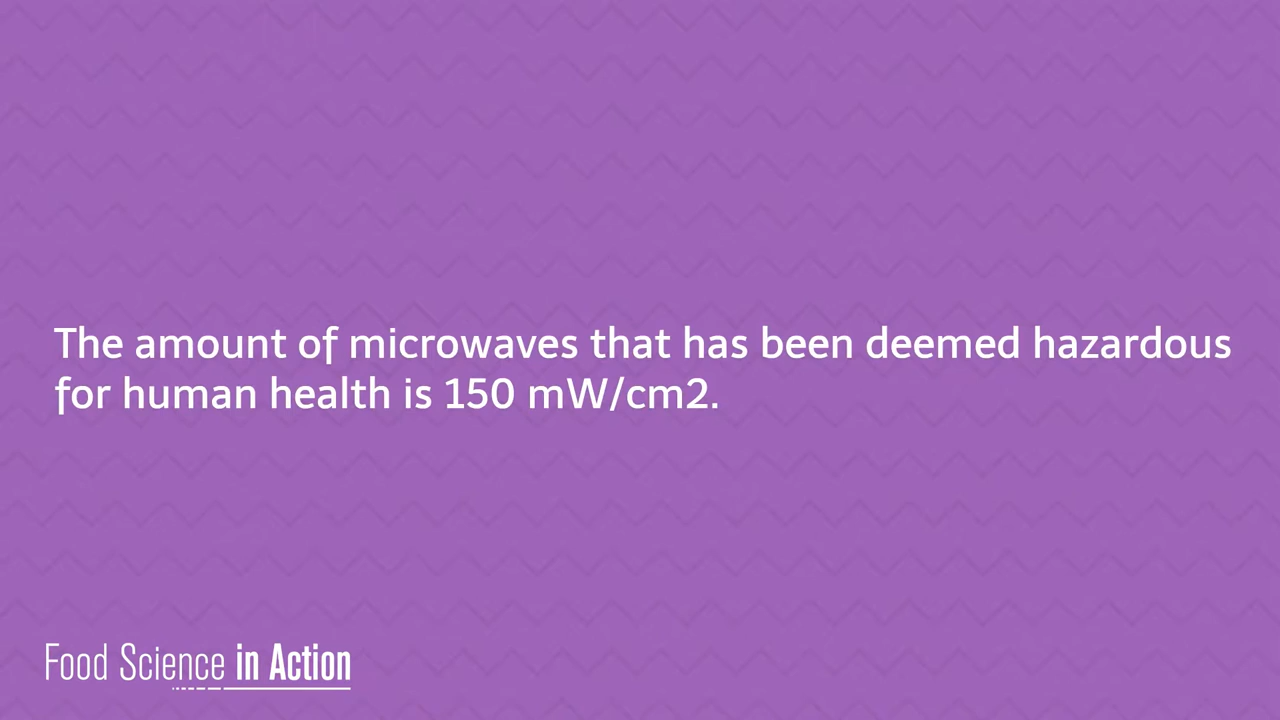 The amount of microwaves that has been deemed hazardous
for human health is 150 mW/cm2.
Food Science in Action